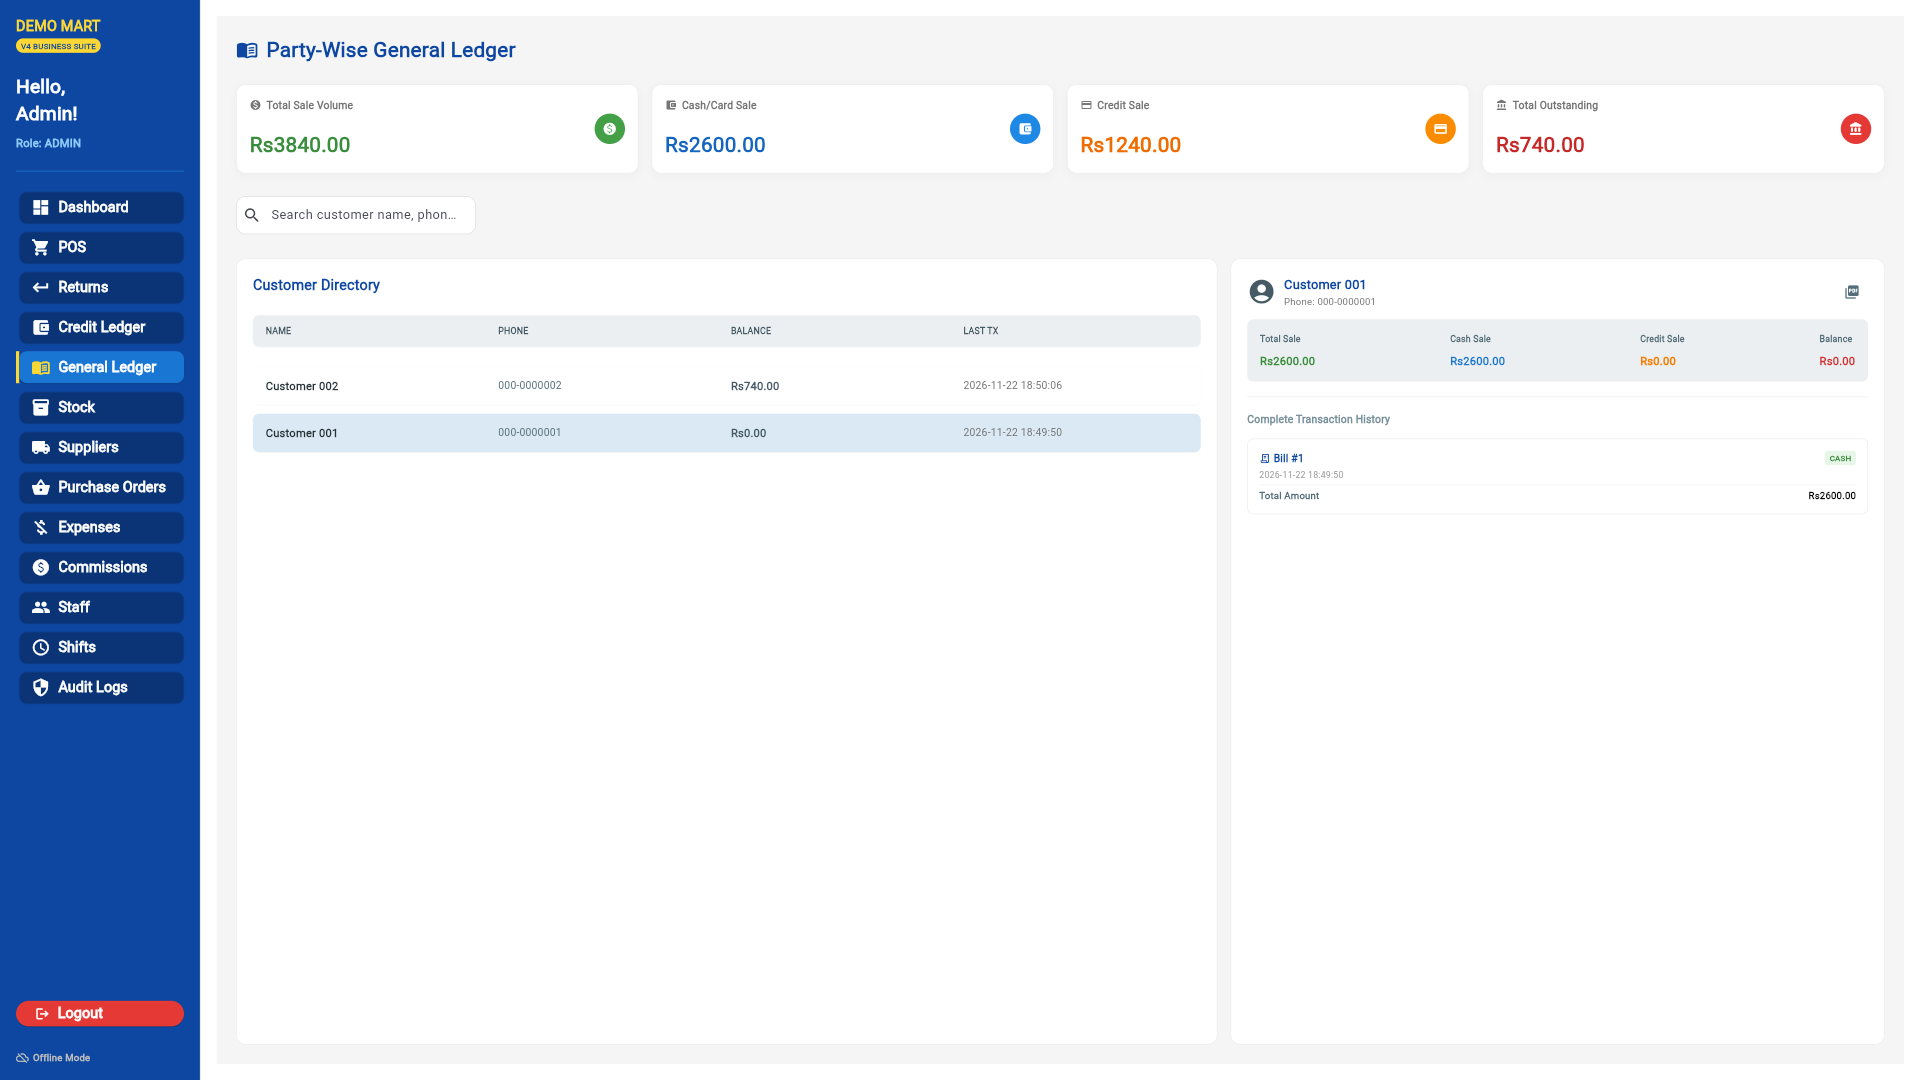 DEMO MART
V4 BUSINESS SUITE
Hello,
Admin!
Role: ADMIN
Dashboard
POS
Returns
Credit Ledger
General Ledger
Stock
Suppliers
Purchase Orders
Expenses
Commissions
Staff
Shifts
Audit Logs
Logout
Offline Mode
Party-Wise General Ledger
Total Sale Volume
Rs3840.00
Cash/Card Sale
Rs2600.00
Credit Sale
Rs1240.00
Total Outstanding
Rs740.00
Search customer name, phon...
Customer Directory
NAME PHONE BALANCE LAST TX
Customer 002 000-0000002 Rs740.00 2026-11-22 18:50:06
Customer 001 000-0000001 Rs0.00 2026-11-22 18:49:50
Customer 001
Phone: 000-0000001
PDF
Total Sale Cash Sale Credit Sale Balance
Rs2600.00 Rs2600.00 Rs0.00 Rs0.00
Complete Transaction History
Bill #1 CASH
2026-11-22 18:49:50
Total Amount Rs2600.00